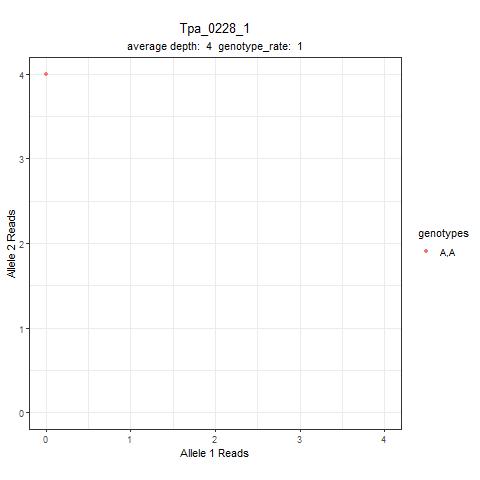 Tpa_0228_1
average depth: 4 genotype_rate: 1
4
3
2
1
0
Allele 2 Reads
0 1 2 3 4
Allele 1 Reads
genotypes
A,A